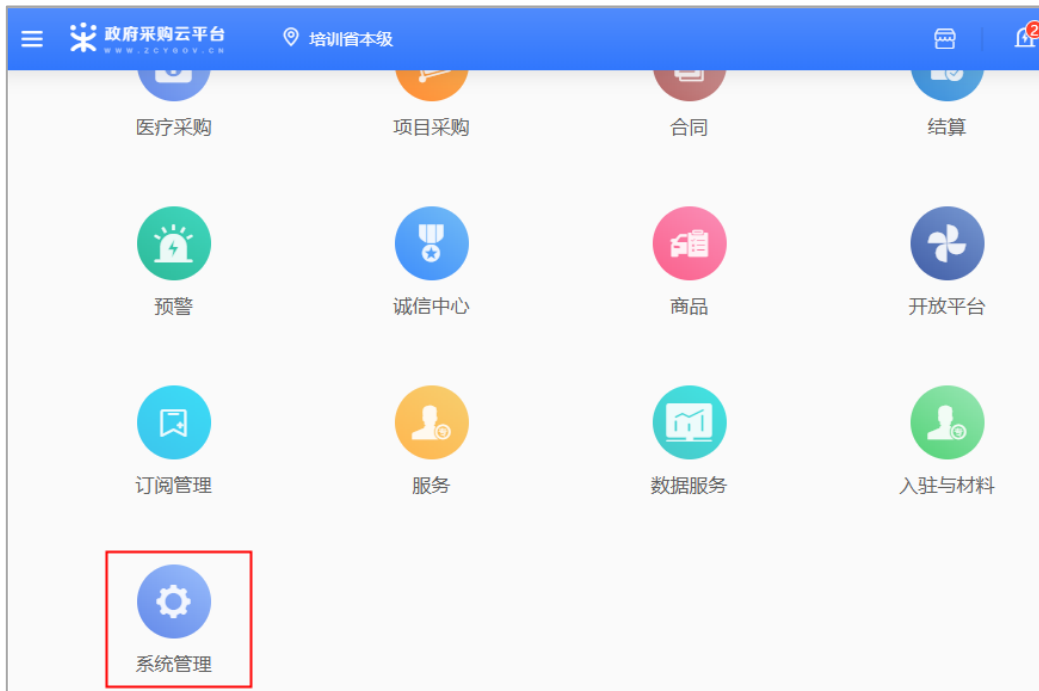 政府采购云平台
WWW.ZCYGOV.CN
培训省本级
2
医疗采购
项目采购
合同
结算
预警
诚信中心
商品
开放平台
订阅管理
服务
数据服务
入驻与材料
系统管理